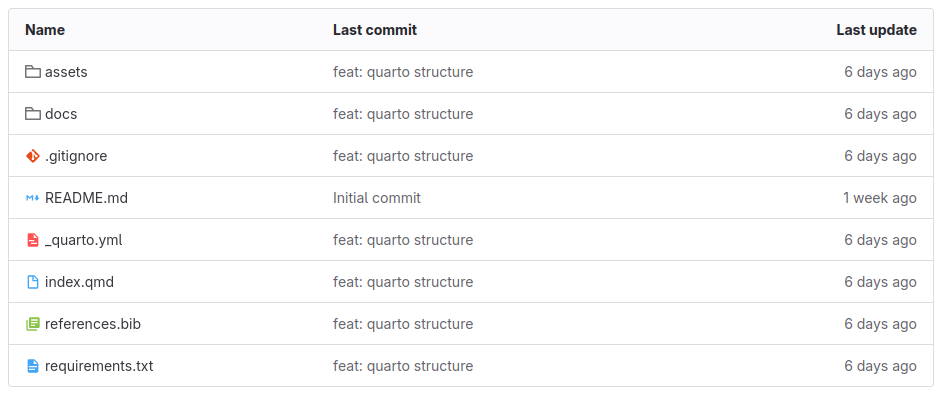 Name Last commit Last update
assets feat: quarto structure 6 days ago
docs feat: quarto structure 6 days ago
.gitignore feat: quarto structure 6 days ago
README.md Initial commit 1 week ago
_quarto.yml feat: quarto structure 6 days ago
index.qmd feat: quarto structure 6 days ago
references.bib feat: quarto structure 6 days ago
requirements.txt feat: quarto structure 6 days ago